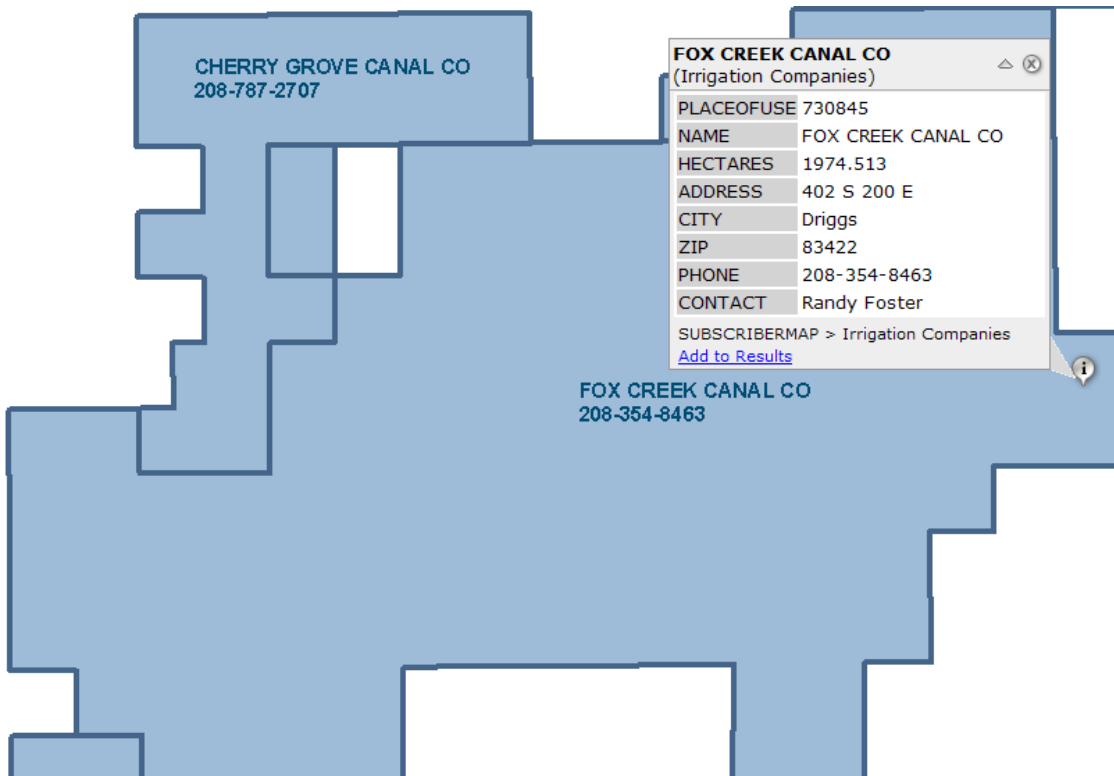 CHERRY GROVE CANAL CO
208-787-2707
FOX CREEK CANAL CO
(Irrigation Companies)
PLACEOFUSE 730845
NAME FOX CREEK CANAL CO
HECTARES 1974.513
ADDRESS 402 S 200 E
CITY Driggs
ZIP 83422
PHONE 208-354-8463
CONTACT Randy Foster
SUBSCRIBERMAP > Irrigation Companies
Add to Results
FOX CREEK CANAL CO
208-354-8463